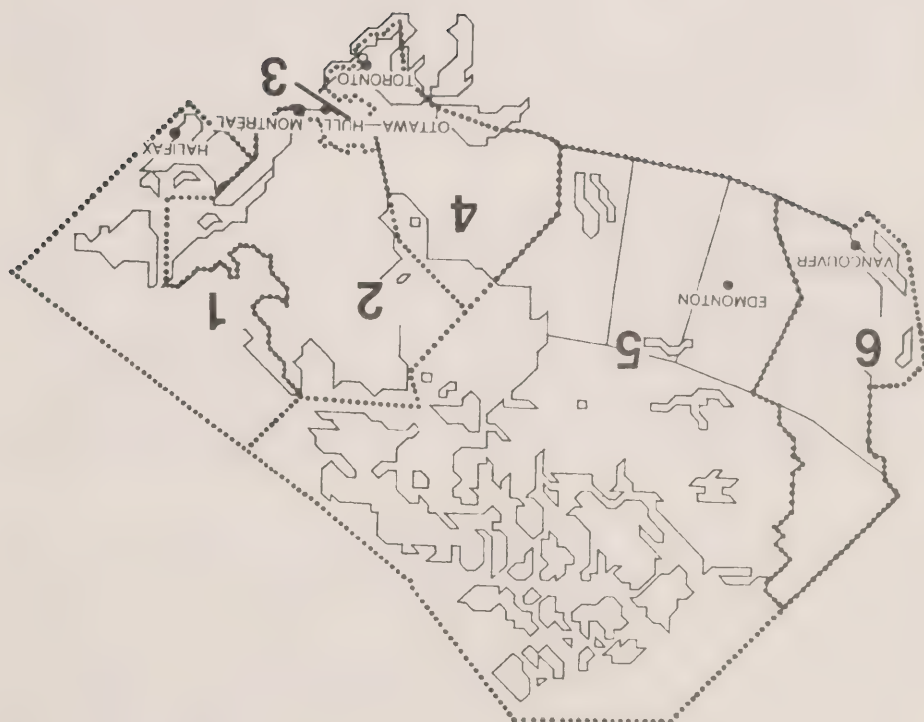 6
5
4
3
2
1
VANCOUVER
EDMONTON
OTTAWA—HULL
TORONTO
MONTREAL
HALIFAX